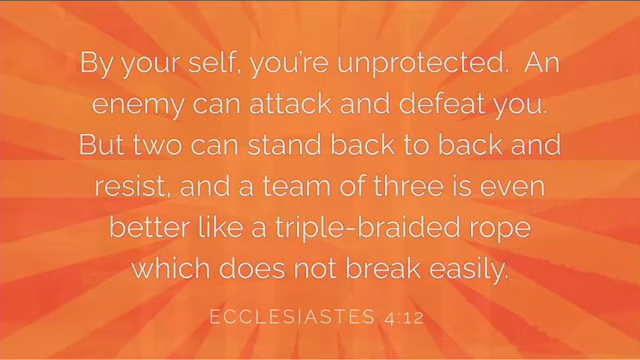 By your self, you're unprotected.  An
enemy can attack and defeat you.
But two can stand back to back and
resist, and a team of three is even
better like a triple-braided rope
which does not break easily.
ECCLESIASTES 4:12